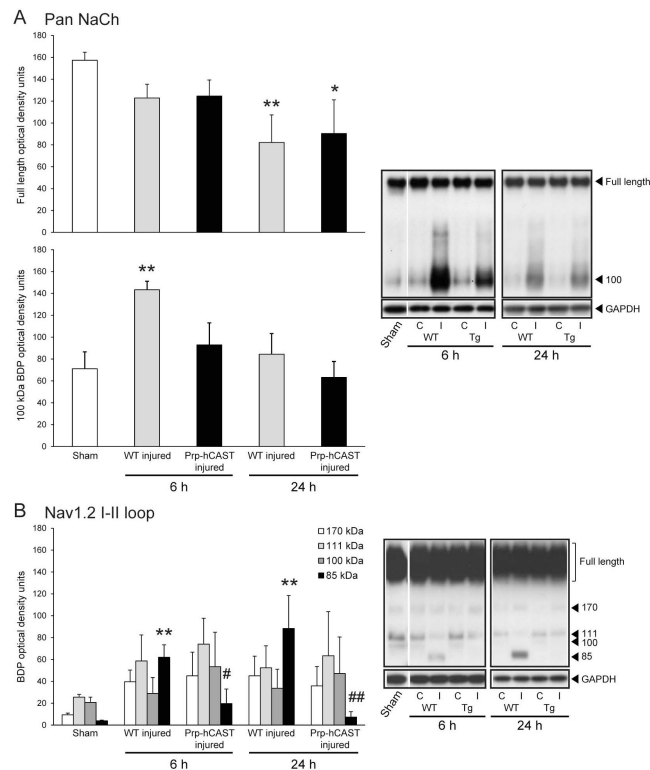 A Pan NaCh
Full length optical density units
180
160
140
120
100
80
60
40
20
0
** *
100 kDa BDP optical density units
180
160
140
120
100
80
60
40
20
0
**
Sham WT injured Prp-hCAST injured WT injured Prp-hCAST injured
6 h 24 h
Full length
100
GAPDH
Sham C I C I C I C I
WT Tg WT Tg
6 h 24 h
B Nav1.2 I-II loop
BDP optical density units
180
160
140
120
100
80
60
40
20
0
170 kDa
111 kDa
100 kDa
85 kDa
** # ** ##
Sham WT injured Prp-hCAST injured WT injured Prp-hCAST injured
6 h 24 h
Full length
170
111
100
85
GAPDH
Sham C I C I C I C I
WT Tg WT Tg
6 h 24 h